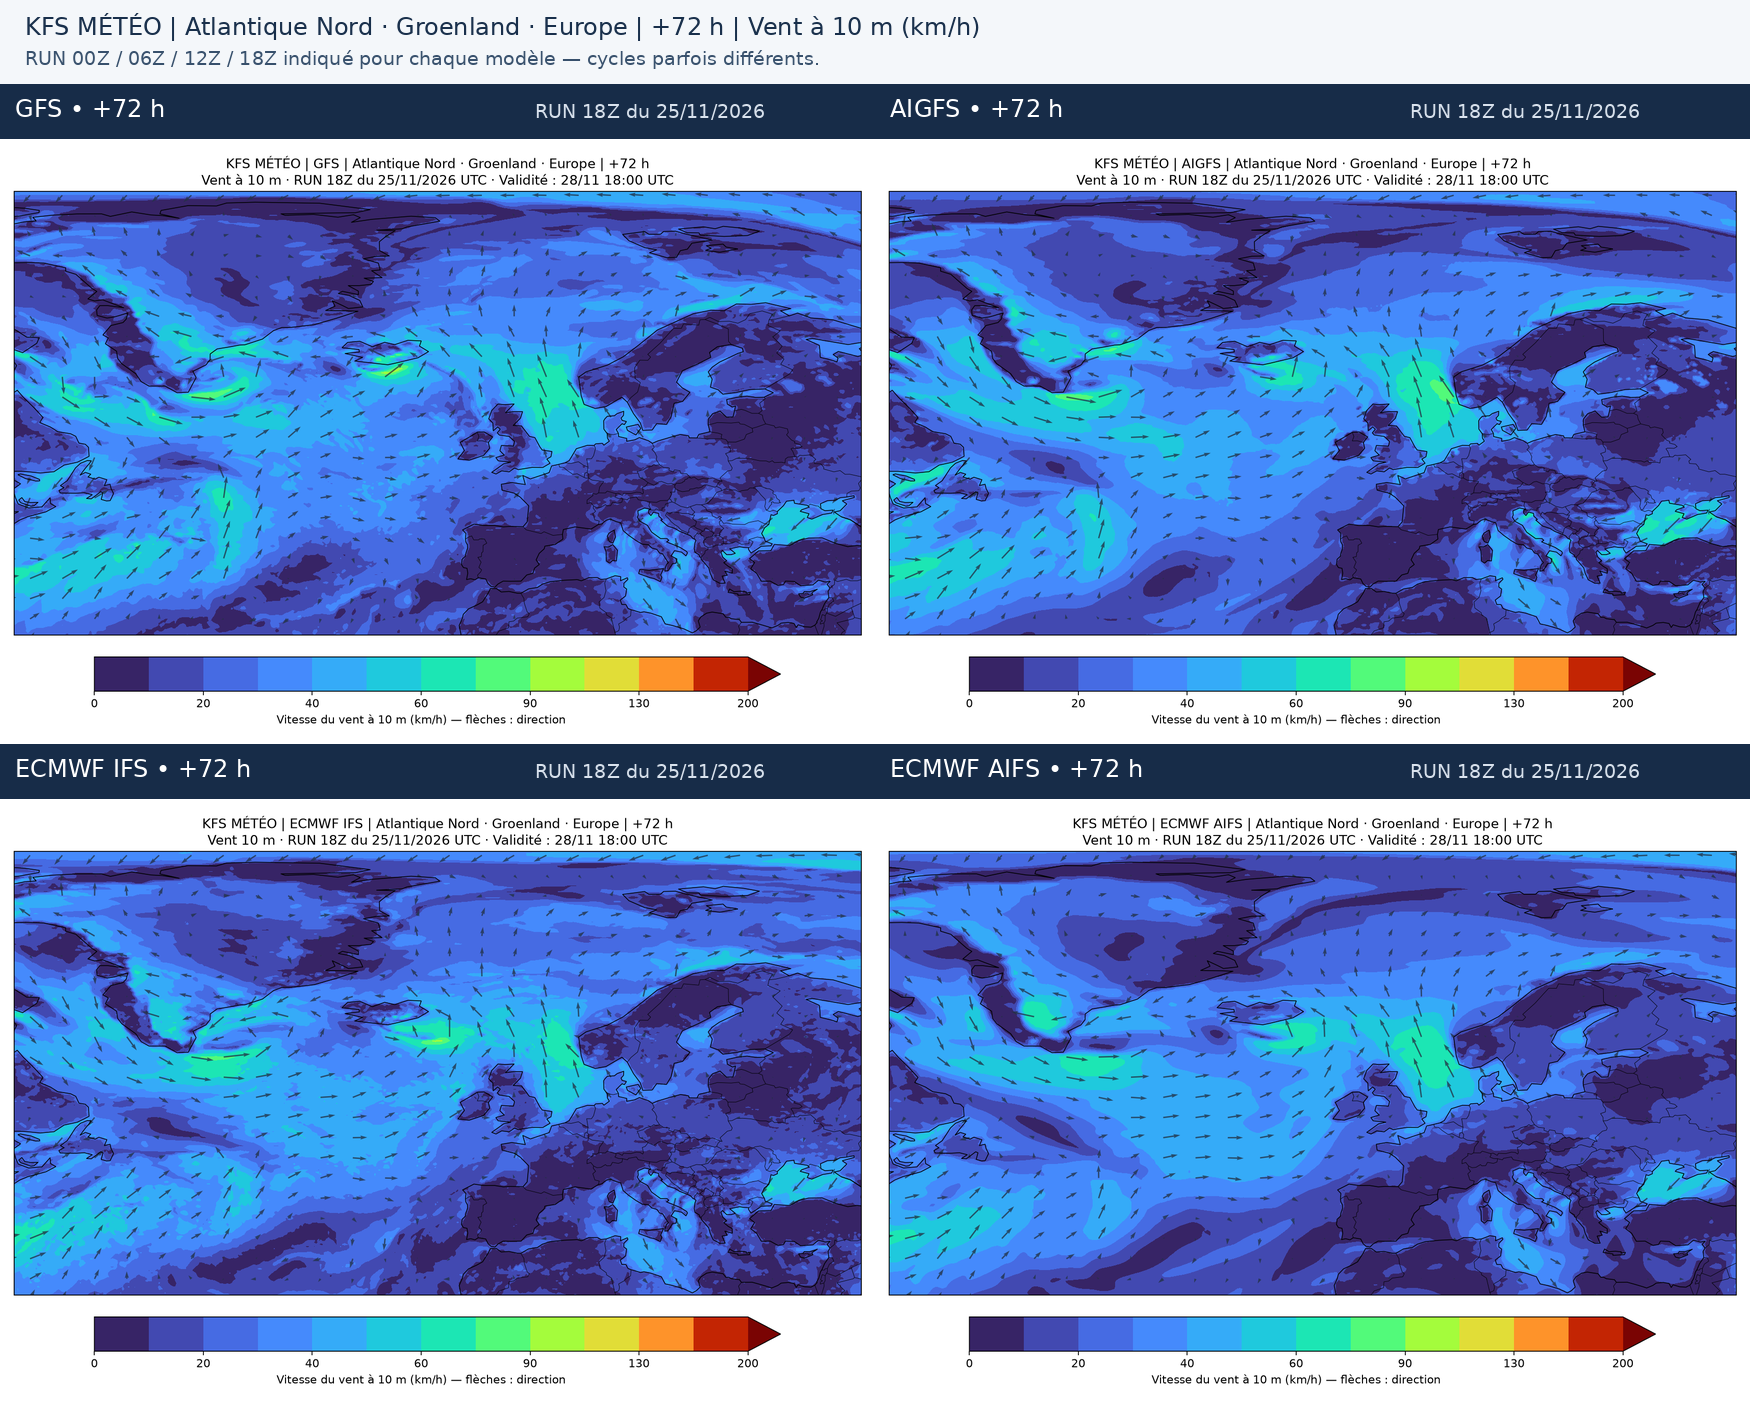 KFS MÉTÉO | Atlantique Nord · Groenland · Europe | +72 h | Vent à 10 m (km/h)
RUN 00Z / 06Z / 12Z / 18Z indiqué pour chaque modèle — cycles parfois différents.
GFS • +72 h
RUN 18Z du 25/11/2026
KFS MÉTÉO | GFS | Atlantique Nord · Groenland · Europe | +72 h
Vent à 10 m · RUN 18Z du 25/11/2026 UTC · Validité : 28/11 18:00 UTC
0 20 40 60 90 130 200
Vitesse du vent à 10 m (km/h) — flèches : direction
AIGFS • +72 h
RUN 18Z du 25/11/2026
KFS MÉTÉO | AIGFS | Atlantique Nord · Groenland · Europe | +72 h
Vent à 10 m · RUN 18Z du 25/11/2026 UTC · Validité : 28/11 18:00 UTC
0 20 40 60 90 130 200
Vitesse du vent à 10 m (km/h) — flèches : direction
ECMWF IFS • +72 h
RUN 18Z du 25/11/2026
KFS MÉTÉO | ECMWF IFS | Atlantique Nord · Groenland · Europe | +72 h
Vent 10 m · RUN 18Z du 25/11/2026 UTC · Validité : 28/11 18:00 UTC
0 20 40 60 90 130 200
Vitesse du vent à 10 m (km/h) — flèches : direction
ECMWF AIFS • +72 h
RUN 18Z du 25/11/2026
KFS MÉTÉO | ECMWF AIFS | Atlantique Nord · Groenland · Europe | +72 h
Vent 10 m · RUN 18Z du 25/11/2026 UTC · Validité : 28/11 18:00 UTC
0 20 40 60 90 130 200
Vitesse du vent à 10 m (km/h) — flèches : direction